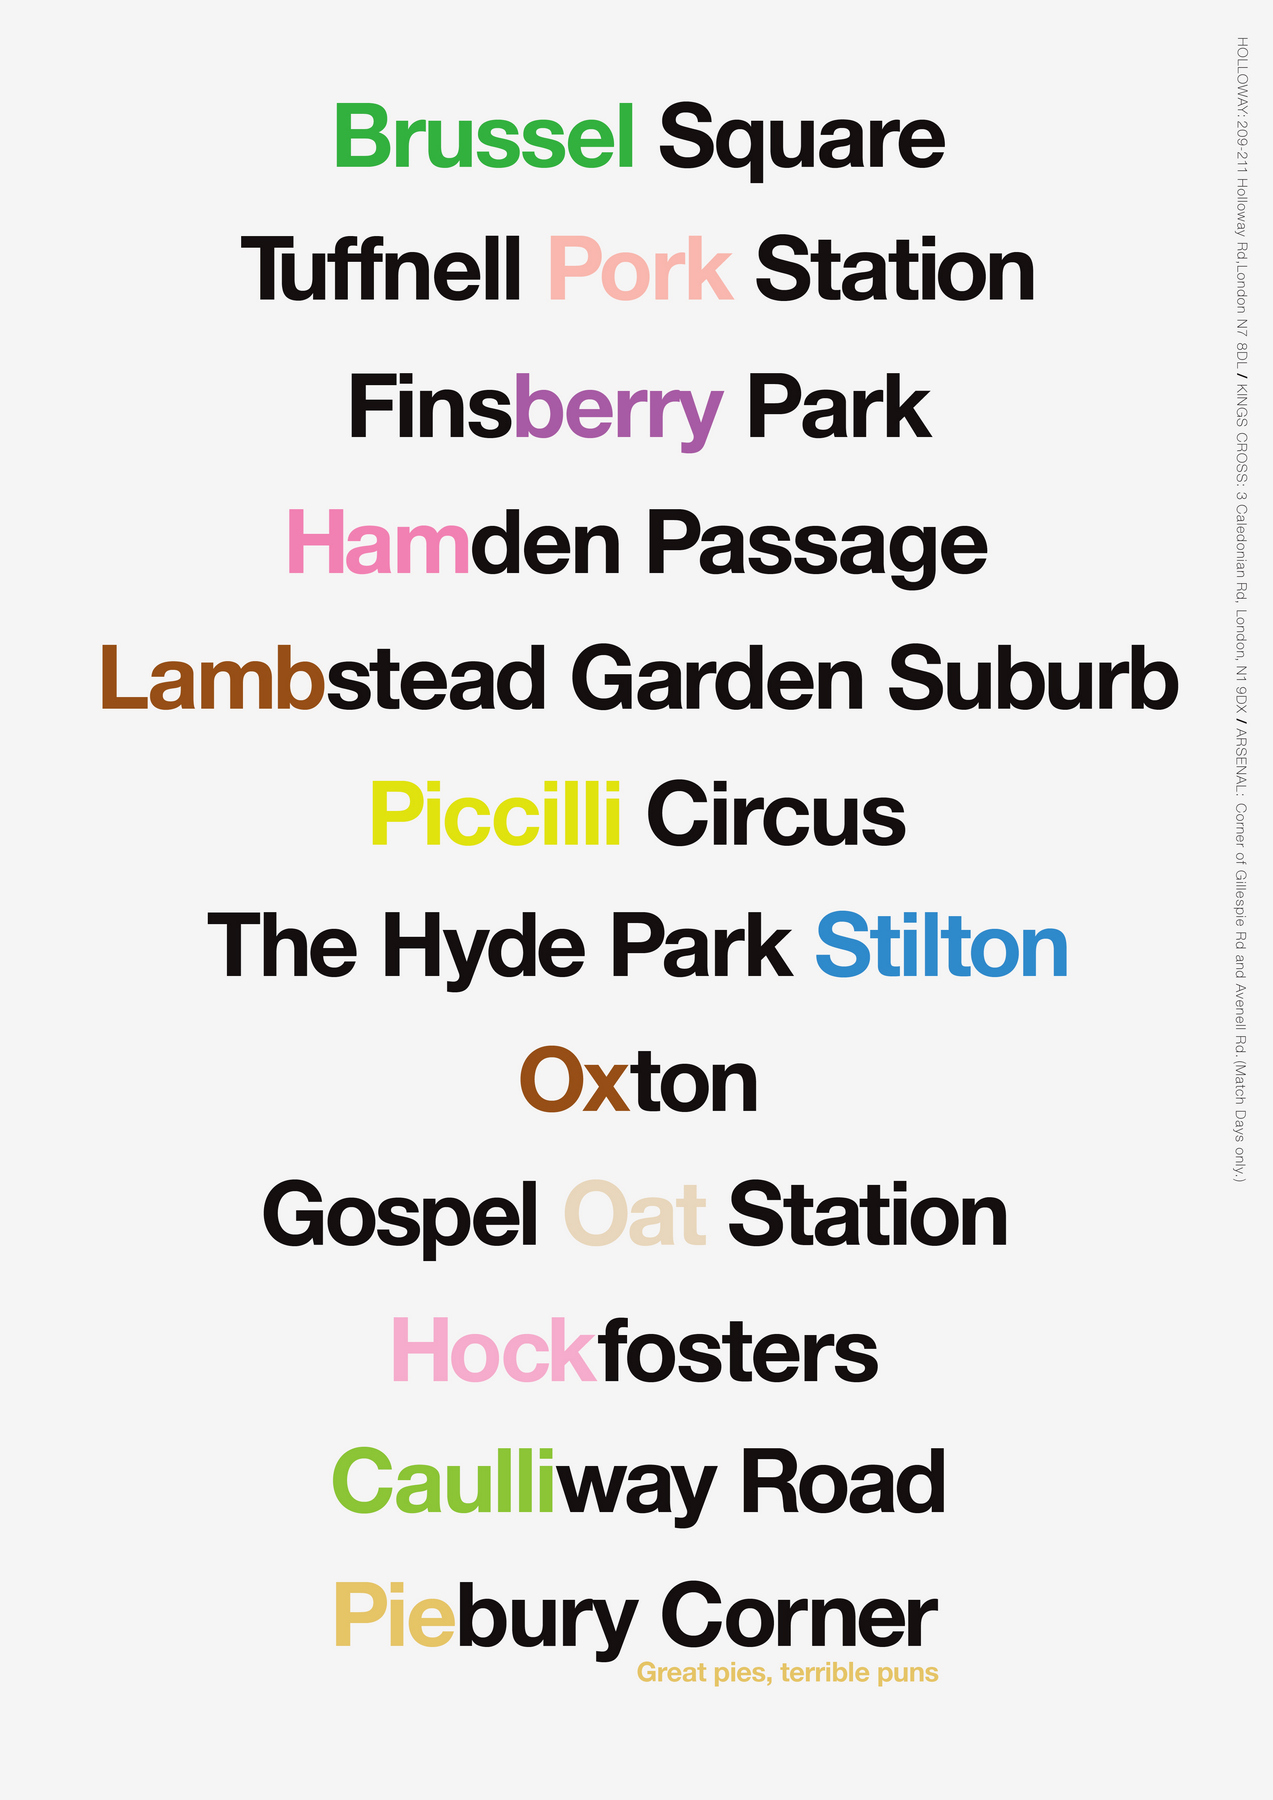 Brussel Square
Tuffnell Pork Station
Finsberry Park
Hamden Passage
Lambstead Garden Suburb
Piccilli Circus
The Hyde Park Stilton
Oxton
Gospel Oat Station
Hockfosters
Caulliway Road
Piebury Corner
Great pies, terrible puns
HOLLOWAY: 209-211 Holloway Rd,London N7 8DL / KINGS CROSS: 3 Caledonian Rd, London, N1 9DX / ARSENAL: Corner of Gillespie Rd and Avenell Rd. (Match Days only.)